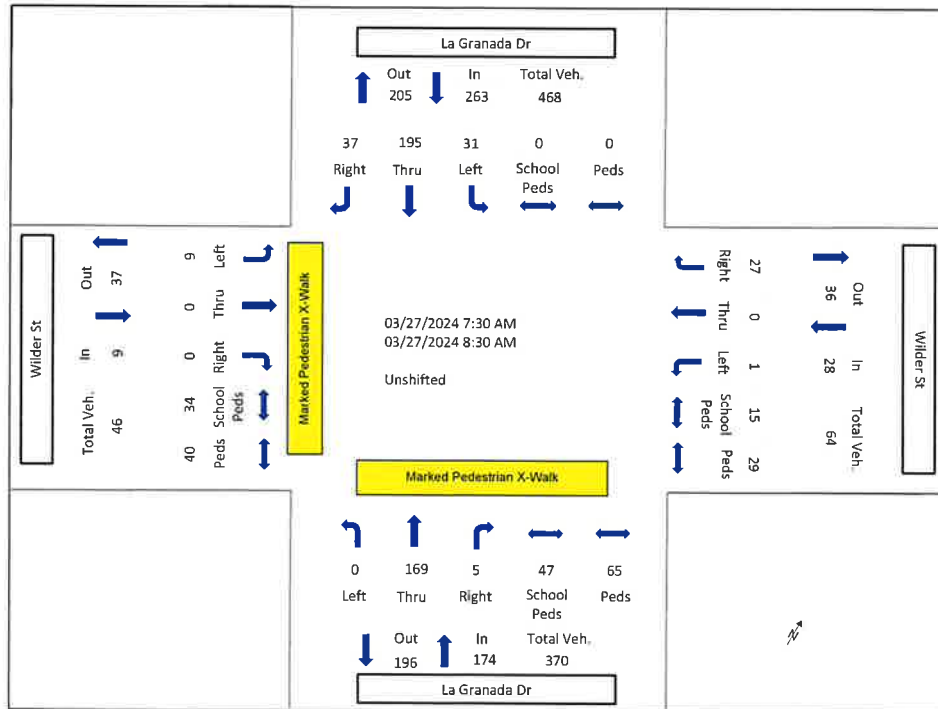 La Granada Dr
Out In Total Veh.
205 263 468
37 195 31 0 0
Right Thru Left School Peds Peds
Wilder St
Out 37 In 9 Total Veh. 46
9 0 0 34 40
Left Thru Right School Peds Peds
Marked Pedestrian X-Walk
03/27/2024 7:30 AM
03/27/2024 8:30 AM
Unshifted
Right Thru Left School Peds Peds
27 0 1 15 29
Out In Total Veh.
36 28 64
Wilder St
Marked Pedestrian X-Walk
0 169 5 47 65
Left Thru Right School Peds Peds
Out In Total Veh.
196 174 370
La Granada Dr
N